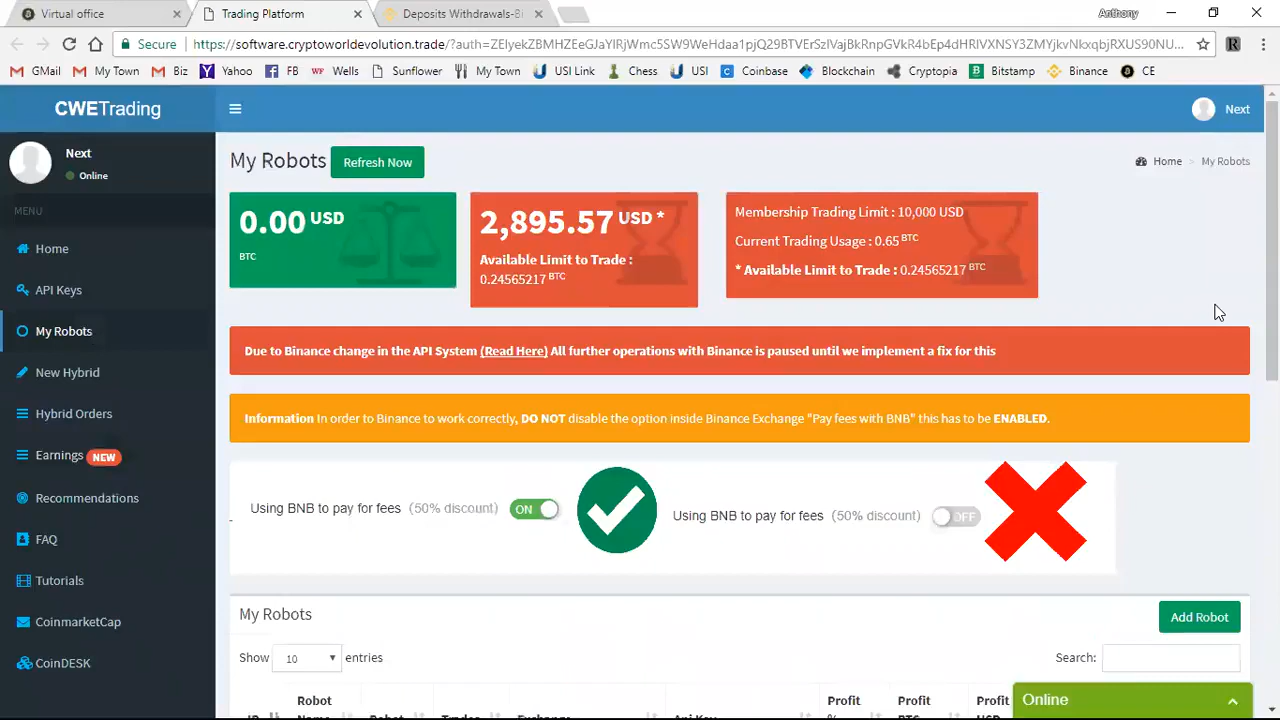 Virtual office
Trading Platform
Deposits Withdrawals-Bi
Anthony
Secure
GMail
My Town
Biz
Yahoo
FB
Wells
Sunflower
My Town
USI Link
Chess
USI
Coinbase
Blockchain
Cryptopia
Bitstamp
Binance
CE
CWETrading
Next
Next
Online
My Robots
Refresh Now
Home > My Robots
MENU
Home
API Keys
My Robots
New Hybrid
Hybrid Orders
Earnings NEW
Recommendations
FAQ
Tutorials
CoinmarketCap
CoinDESK
0.00 USD
BTC
2,895.57 USD *
Available Limit to Trade :
0.24565217 BTC
Membership Trading Limit : 10,000 USD
Current Trading Usage : 0.65 BTC
* Available Limit to Trade : 0.24565217 BTC
Due to Binance change in the API System (Read Here) All further operations with Binance is paused until we implement a fix for this
Information In order to Binance to work correctly, DO NOT disable the option inside Binance Exchange "Pay fees with BNB" this has to be ENABLED.
Using BNB to pay for fees (50% discount) ON
Using BNB to pay for fees (50% discount) OFF
My Robots
Add Robot
Show 10 entries
Search:
Robot
Profit
Profit
Profit
Online